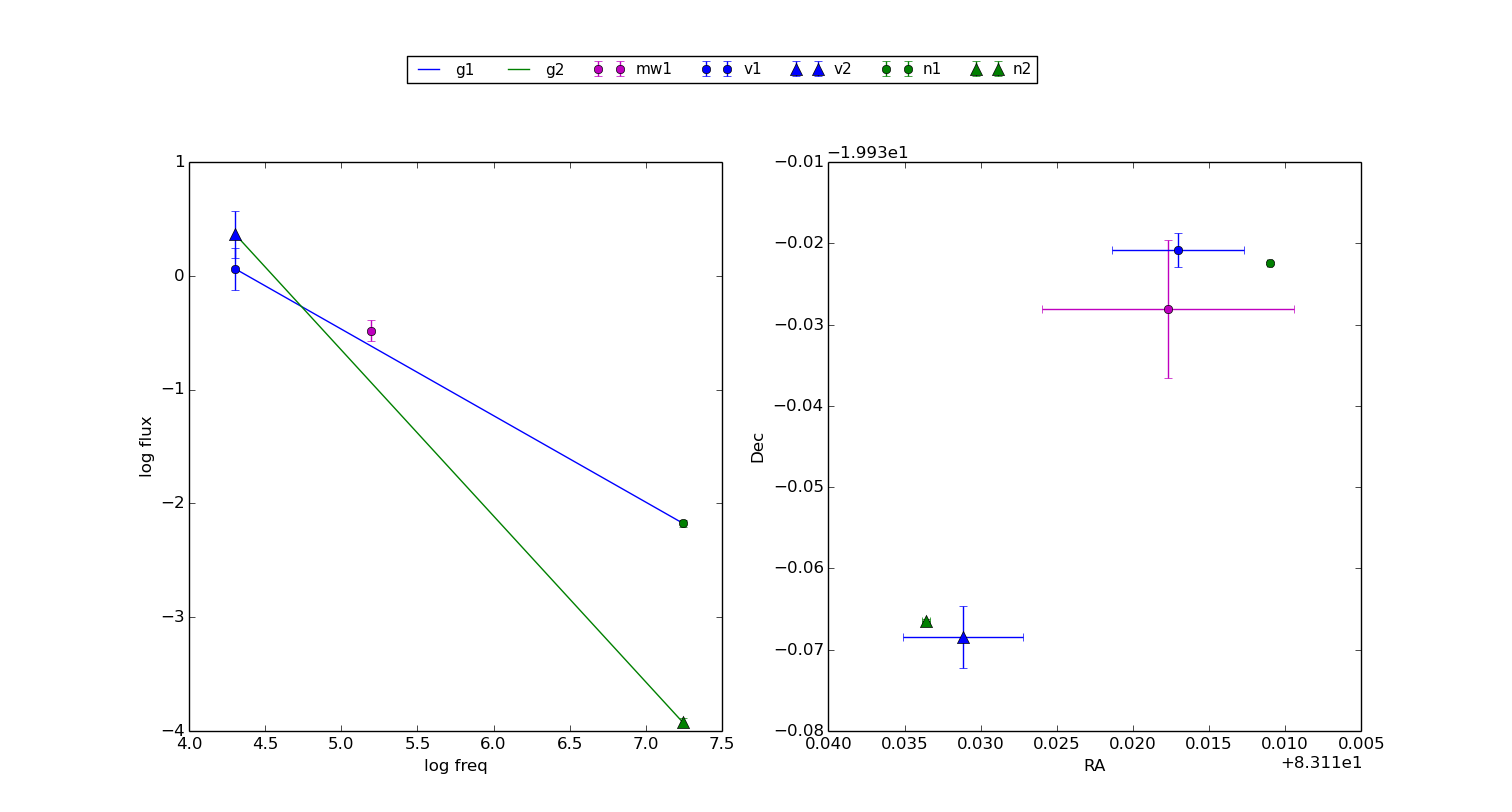 g1 g2 mw1 v1 v2 n1 n2
1
0
−1
−2
−3
−4
log flux
4.0 4.5 5.0 5.5 6.0 6.5 7.0 7.5
log freq
−1.993e1
−0.01
−0.02
−0.03
−0.04
−0.05
−0.06
−0.07
−0.08
Dec
0.040 0.035 0.030 0.025 0.020 0.015 0.010 0.005
RA
+8.311e1